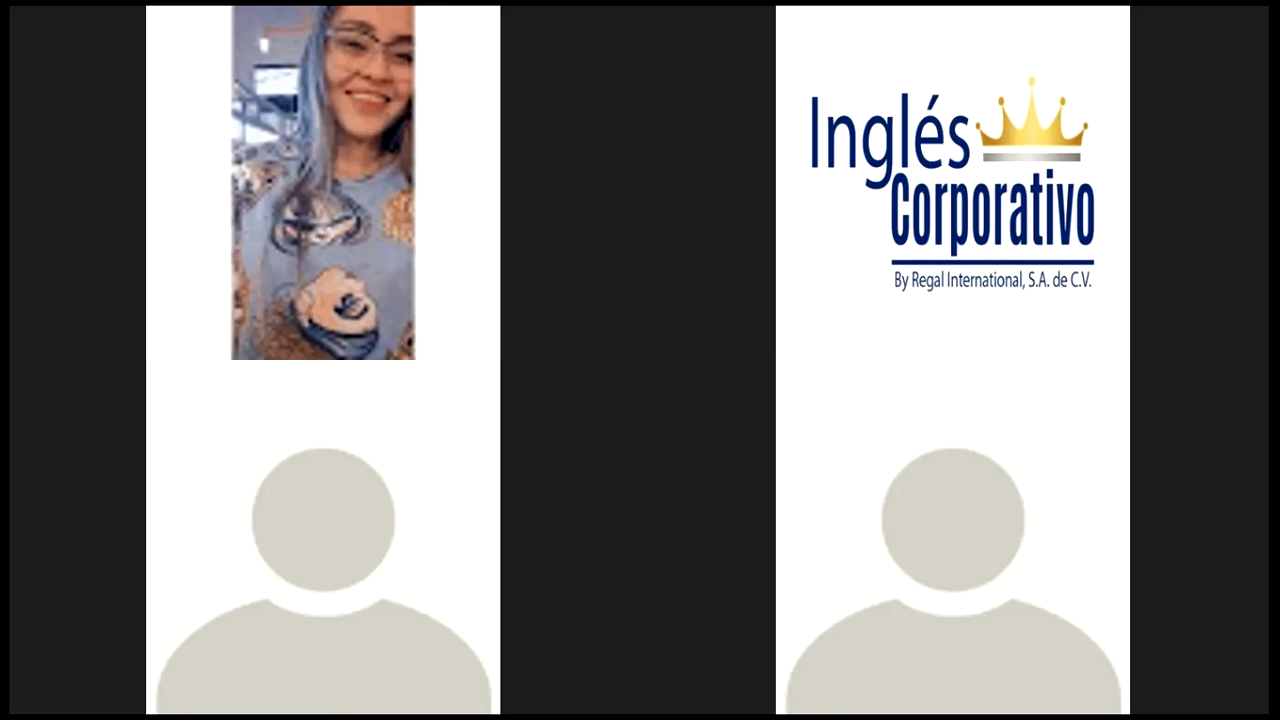 Inglés
Corporativo
By Regal International, S.A. de C.V.